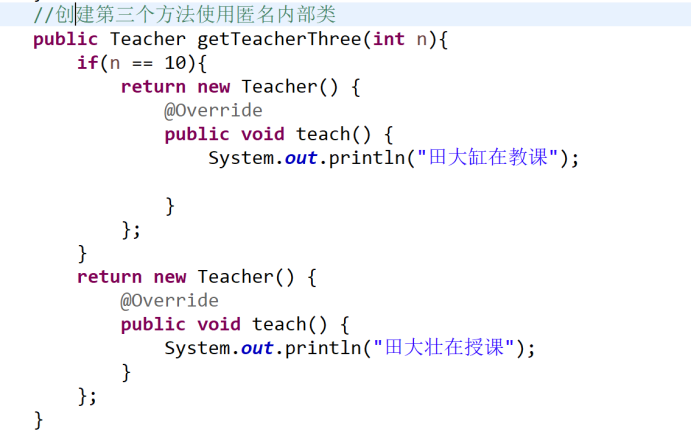 //创建第三个方法使用匿名内部类
public Teacher getTeacherThree(int n){
if(n == 10){
return new Teacher() {
@Override
public void teach() {
System.out.println("田大缸在教课");
}
};
}
return new Teacher() {
@Override
public void teach() {
System.out.println("田大壮在授课");
}
};
}